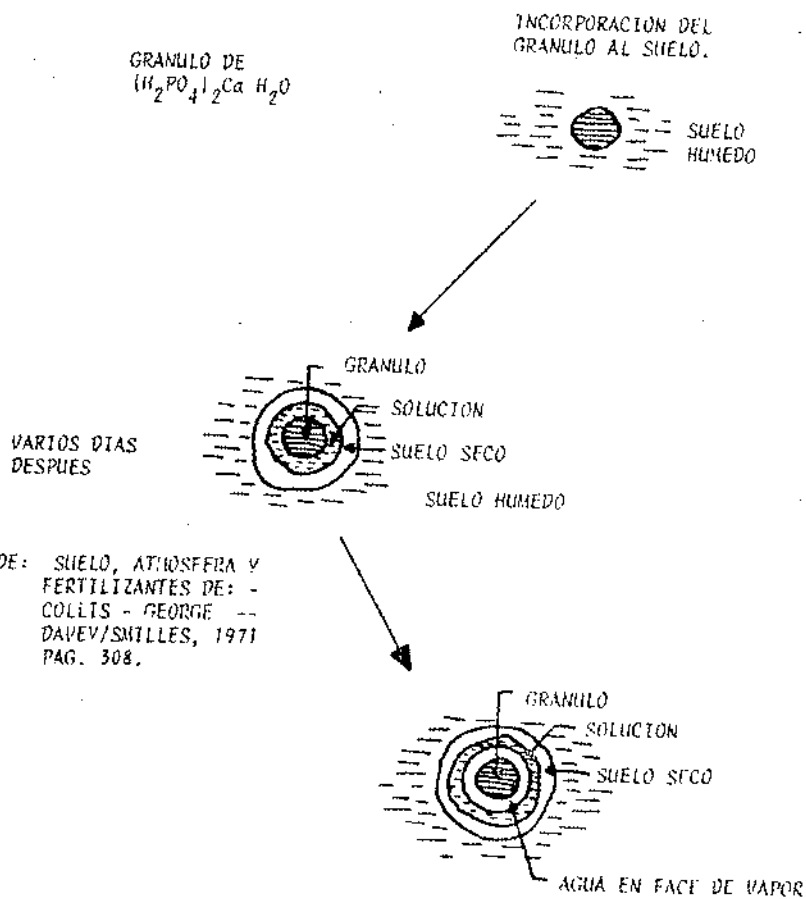 INCORPORACION DEL
GRANULO AL SUELO.
GRANULO DE
(H2PO4)2Ca H2O
SUELO
HUMEDO
GRANULO
SOLUCION
SUELO SECO
SUELO HUMEDO
VARIOS DIAS
DESPUES
DE: SUELO, ATMOSFERA Y
FERTILIZANTES DE: -
COLLIS - GEORGE --
DAVEY/SMILLES, 1971
PAG. 308.
GRANULO
SOLUCION
SUELO SECO
AGUA EN FACE DE VAPOR